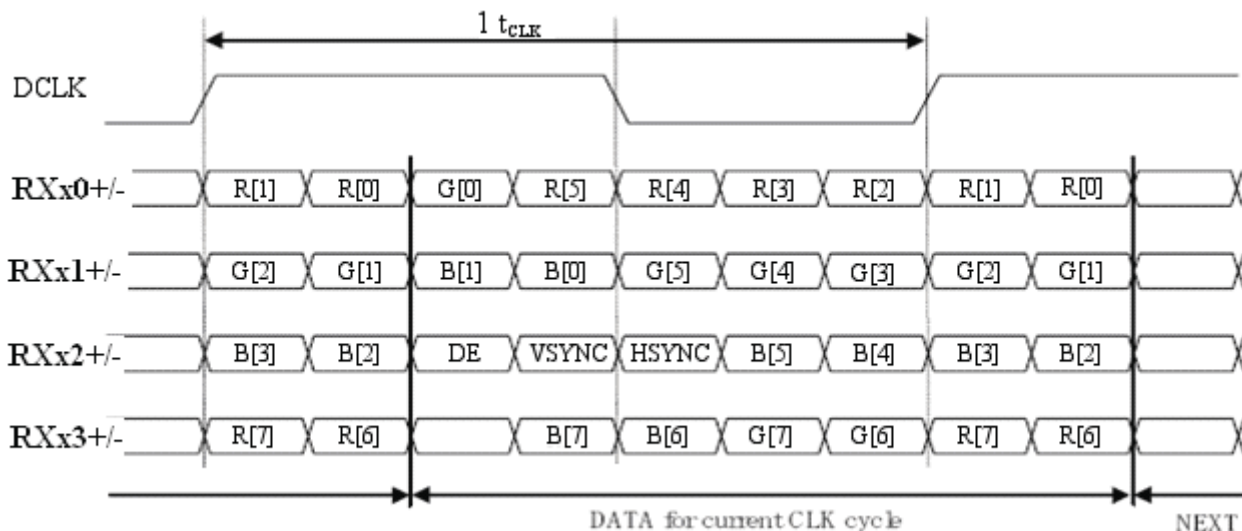 1 tCLK
DCLK
RXx0+/- R[1] R[0] G[0] R[5] R[4] R[3] R[2] R[1] R[0]
RXx1+/- G[2] G[1] B[1] B[0] G[5] G[4] G[3] G[2] G[1]
RXx2+/- B[3] B[2] DE VSYNC HSYNC B[5] B[4] B[3] B[2]
RXx3+/- R[7] R[6] B[7] B[6] G[7] G[6] R[7] R[6]
DATA for current CLK cycle NEXT